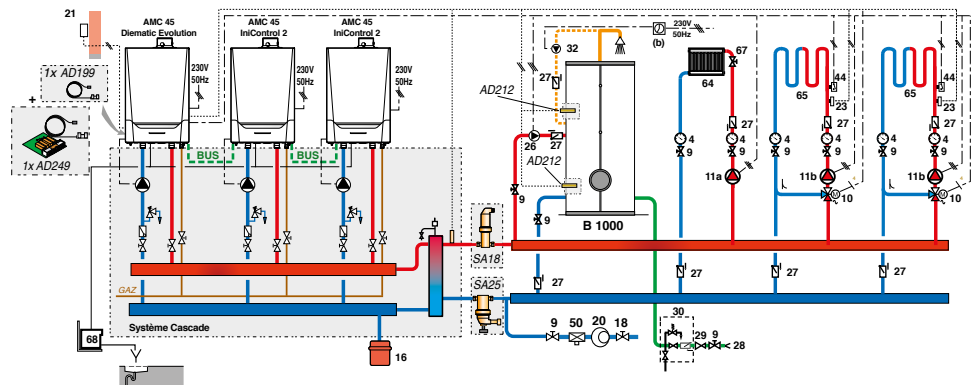 21
AMC 45
Diematic Evolution
AMC 45
IniControl 2
AMC 45
IniControl 2
1x AD199
+
1x AD249
230V
50Hz
230V
50Hz
230V
50Hz
BUS
BUS
GAZ
Système Cascade
68
16
SA18
SA25
32
27
(b)
230V
50Hz
AD212
26
27
AD212
9
9
B 1000
64
67
4
9
27
4
9
11a
65
44
23
4
9
27
4
9
11b
M
10
65
44
23
4
9
27
4
9
11b
M
10
27
27
27
27
9
50
20
18
30
29
9
28